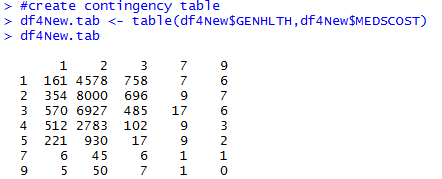 > #create contingency table
> df4New.tab <- table(df4New$GENHLTH,df4New$MEDSCOST)
> df4New.tab
1 2 3 7 9
1 161 4578 758 7 6
2 354 8000 696 9 7
3 570 6927 485 17 6
4 512 2783 102 9 3
5 221 930 17 9 2
7 6 45 6 1 1
9 5 50 7 1 0